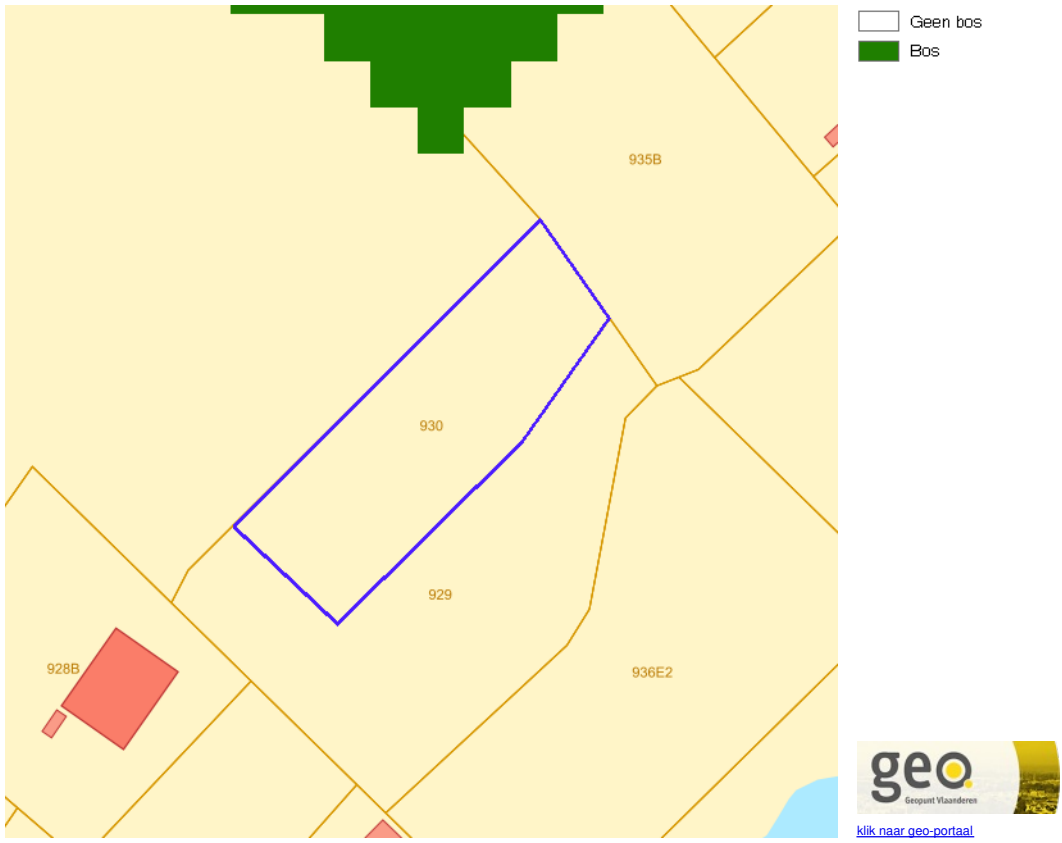 Geen bos
Bos
935B
930
929
928B
936E2
geo
Geopunt Vlaanderen
klik naar geo-portaal